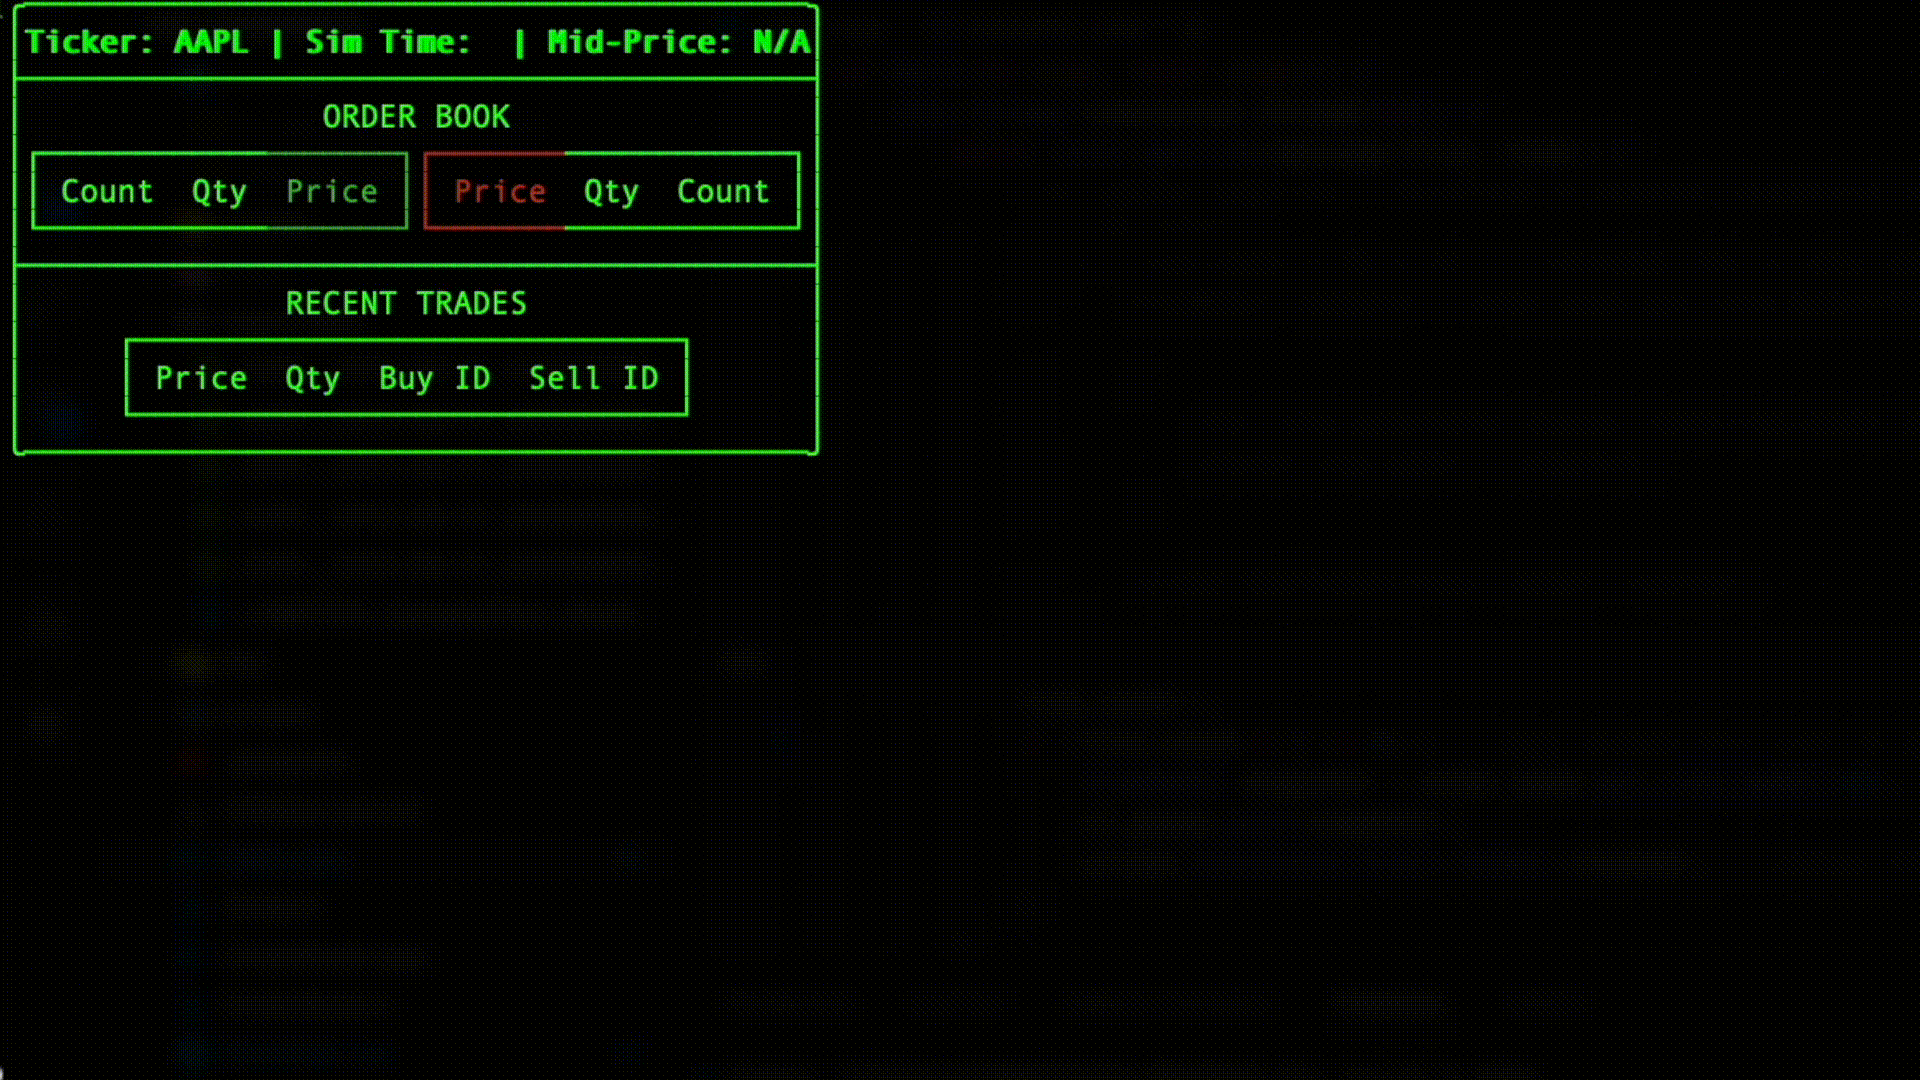 Ticker: AAPL | Sim Time:  | Mid-Price: N/A
ORDER BOOK
Count Qty Price Price Qty Count
RECENT TRADES
Price Qty Buy ID Sell ID